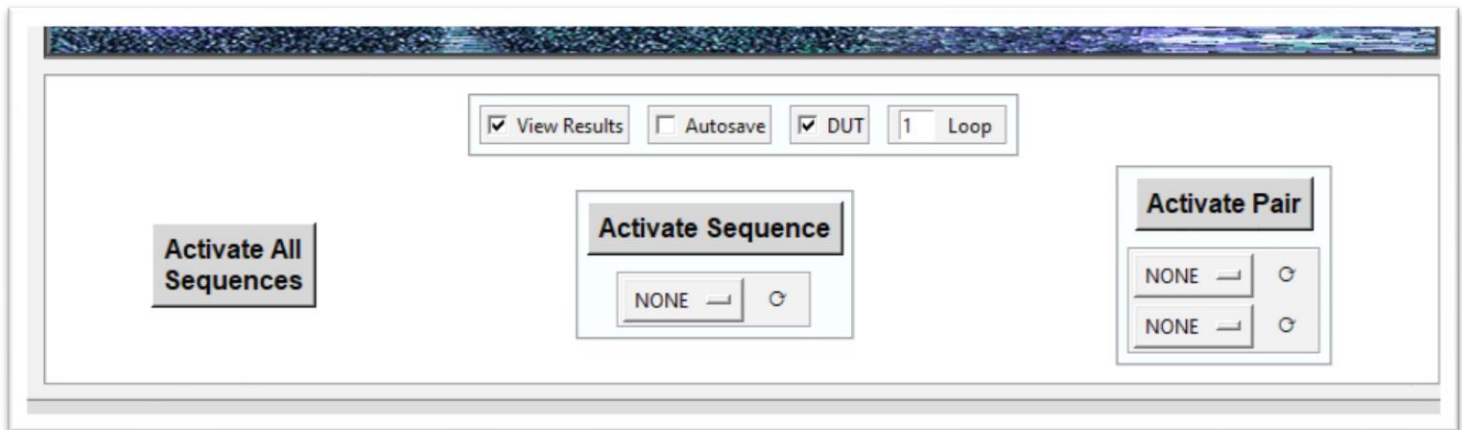 View Results Autosave DUT 1 Loop
Activate All
Sequences
Activate Sequence
NONE
Activate Pair
NONE
NONE